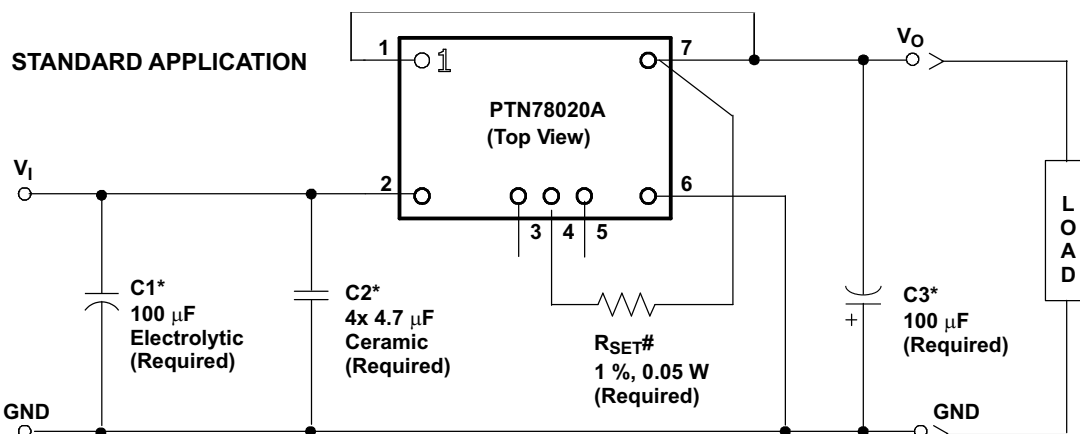 STANDARD APPLICATION
1
1
7
PTN78020A
(Top View)
VO
VI
2
6
3
4
5
LOAD
C1*
100 μF
Electrolytic
(Required)
C2*
4x 4.7 μF
Ceramic
(Required)
RSET#
1 %, 0.05 W
(Required)
C3*
100 μF
(Required)
+
GND
GND